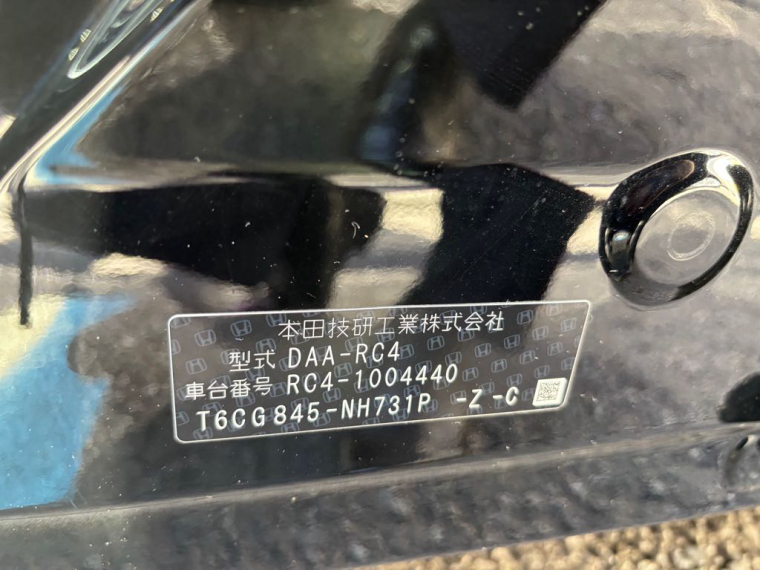 本田技研工業株式会社
型式 DAA-RC4
車台番号 RC4-1004440
T6CG845-NH731P -Z-C